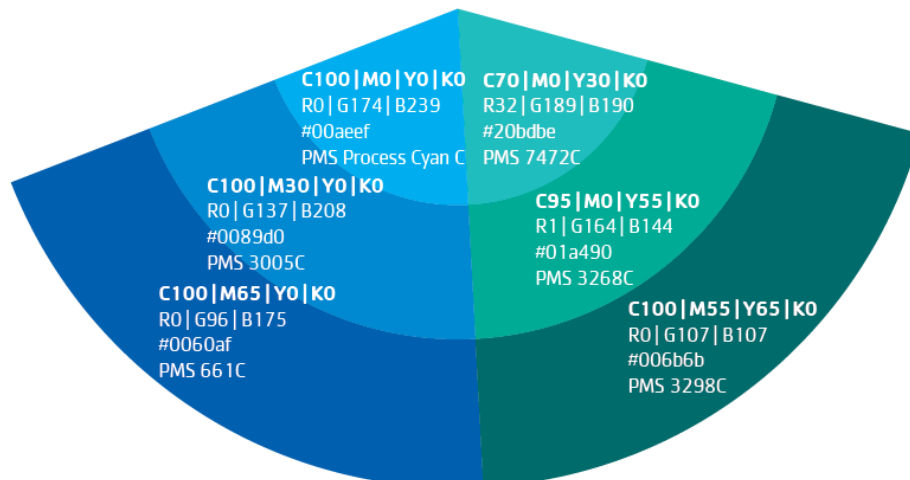 C100|M0|Y0|K0
R0|G174|B239
#00aeef
PMS Process Cyan C
C70|M0|Y30|K0
R32|G189|B190
#20bdbe
PMS 7472C
C100|M30|Y0|K0
R0|G137|B208
#0089d0
PMS 3005C
C95|M0|Y55|K0
R1|G164|B144
#01a490
PMS 3268C
C100|M65|Y0|K0
R0|G96|B175
#0060af
PMS 661C
C100|M55|Y65|K0
R0|G107|B107
#006b6b
PMS 3298C